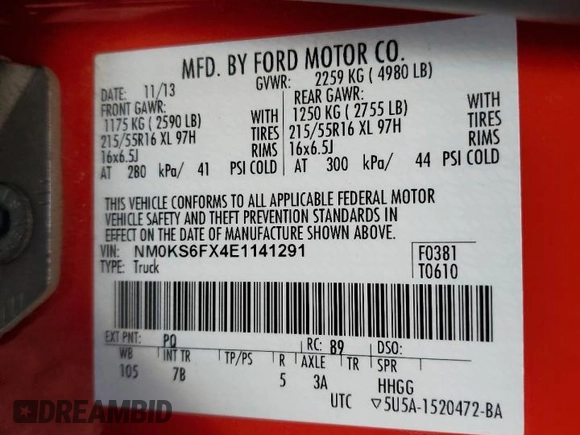 MFD. BY FORD MOTOR CO.
DATE: 11/13 GVWR: 2259 KG ( 4980 LB)
FRONT GAWR: REAR GAWR:
1175 KG ( 2590 LB) WITH 1250 KG ( 2755 LB) WITH
215/55R16 XL 97H TIRES 215/55R16 XL 97H TIRES
16x6.5J RIMS 16x6.5J RIMS
AT 280 kPa/ 41 PSI COLD AT 300 kPa/ 44 PSI COLD
THIS VEHICLE CONFORMS TO ALL APPLICABLE FEDERAL MOTOR
VEHICLE SAFETY AND THEFT PREVENTION STANDARDS IN
EFFECT ON THE DATE OF MANUFACTURE SHOWN ABOVE.
VIN: NM0KS6FX4E1141291 F0381
TYPE: Truck T0610
EXT PNT: PQ RC: 89 DSO:
WB INT TR TP/PS R AXLE TR SPR
105 7B 5 3A HHGG
UTC ▽5U5A-1520472-BA
DREAMBID